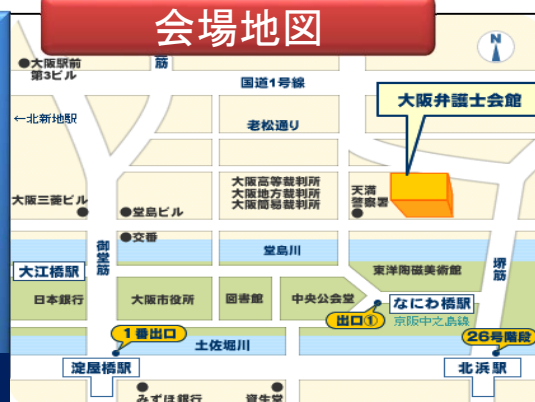 会場地図
N
●大阪駅前
第3ビル
筋
国道1号線
大阪弁護士会館
←北新地駅
老松通り
大阪高等裁判所
大阪地方裁判所
大阪簡易裁判所
天満
警察署
大阪三菱ビル
●堂島ビル
●交番
御堂筋
堂島川
堺筋
大江橋駅
東洋陶磁美術館
日本銀行
大阪市役所
図書館
中央公会堂
なにわ橋駅
出口①
京阪中之島線
1番出口
土佐堀川
26号階段
淀屋橋駅
北浜駅
みずほ銀行
資生堂